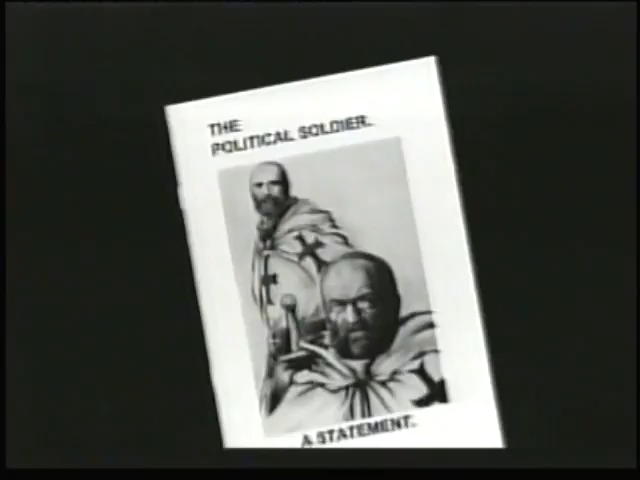 THE
POLITICAL SOLDIER.
A STATEMENT.